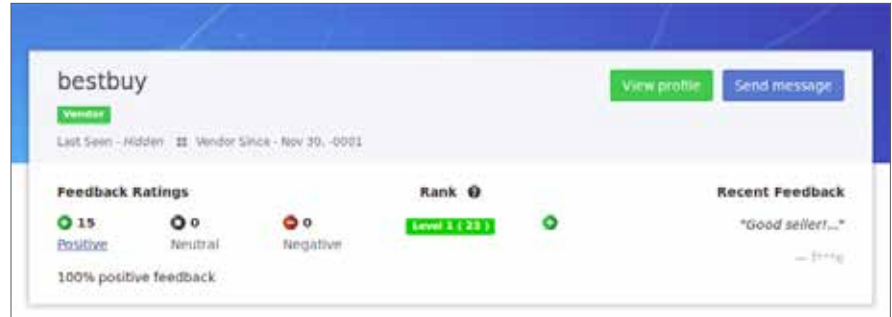 bestbuy
View profile
Send message
Vendor
Last Seen - Hidden
Vendor Since - Nov 30, -0001
Feedback Ratings
Rank
Recent Feedback
15
0
0
Level 1 ( 23 )
"Good seller!..."
Positive
Neutral
Negative
100% positive feedback